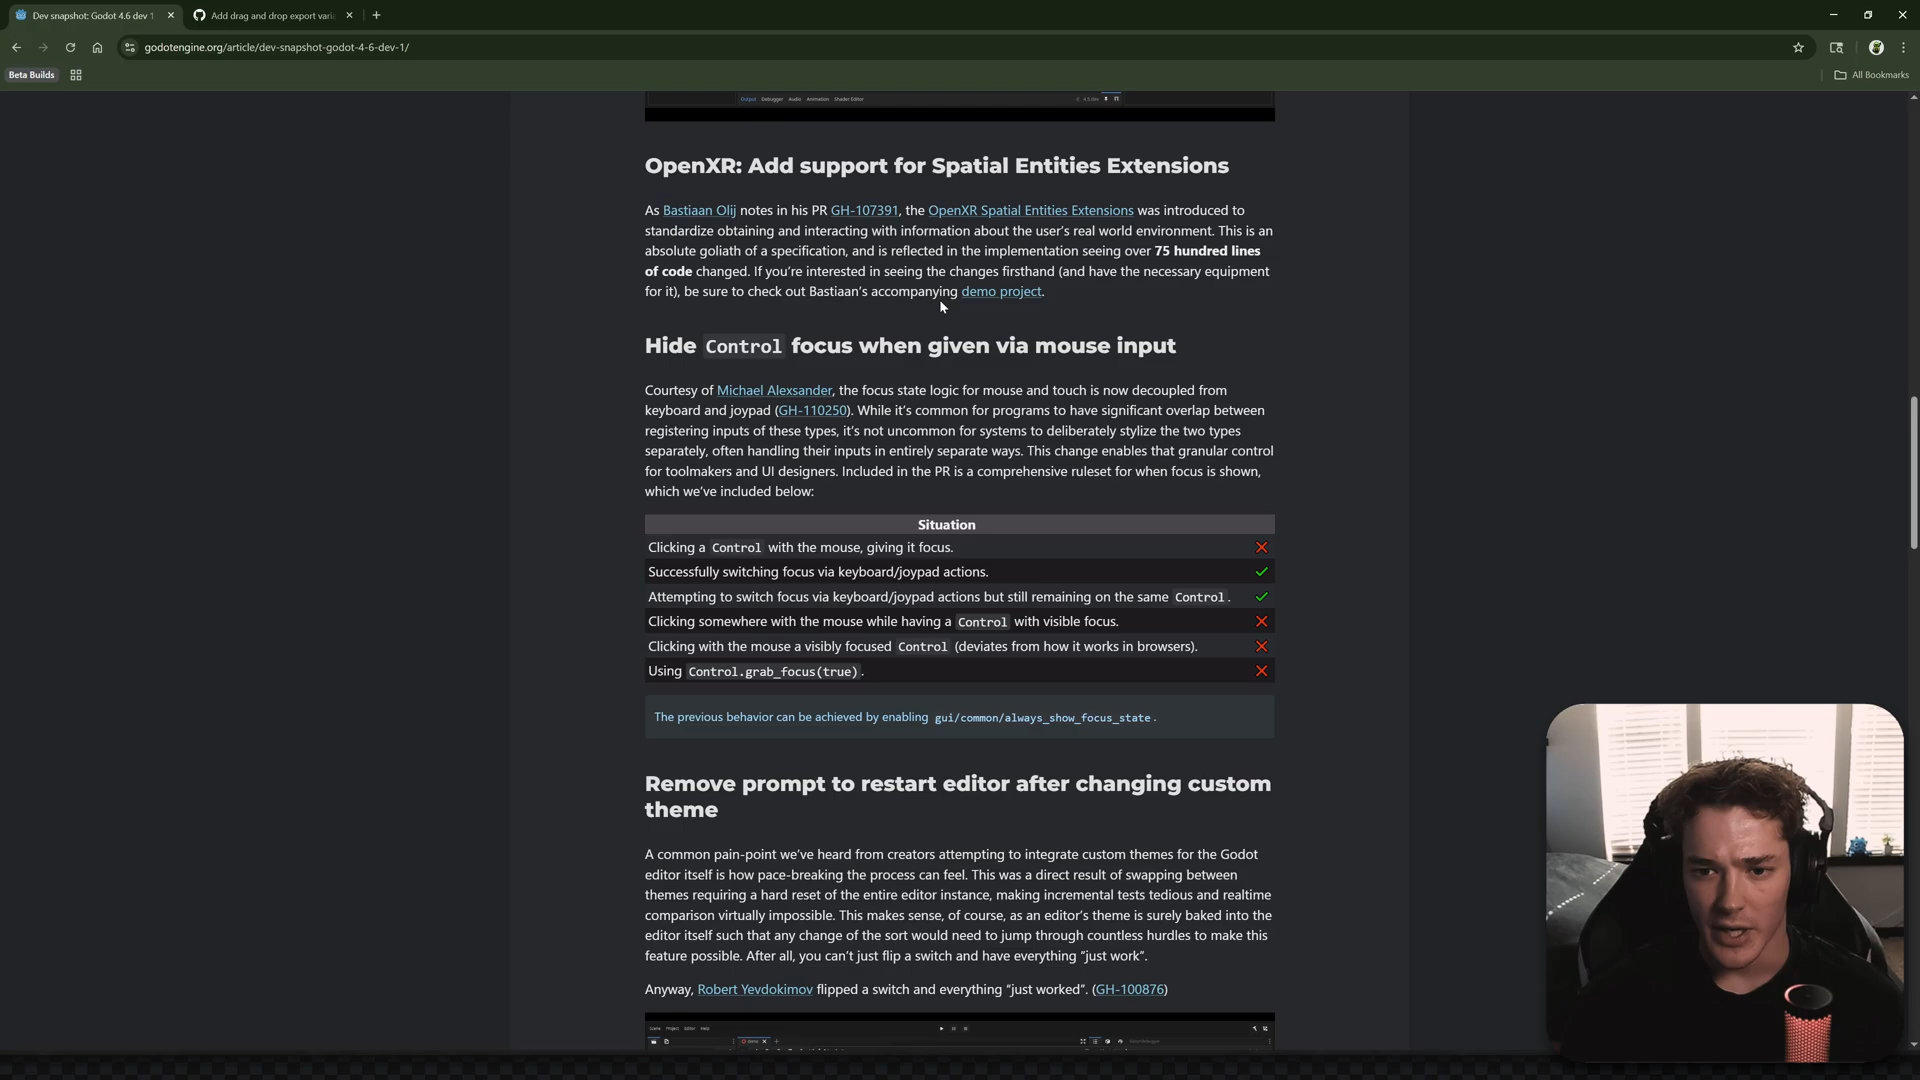 Dev snapshot: Godot 4.6 dev 1
Add drag and drop export vari
godotengine.org/article/dev-snapshot-godot-4-6-dev-1/
Beta Builds
All Bookmarks
Output Debugger Audio Animation Shader Editor
OpenXR: Add support for Spatial Entities Extensions
As Bastiaan Olij notes in his PR GH-107391, the OpenXR Spatial Entities Extensions was introduced to
standardize obtaining and interacting with information about the user's real world environment. This is an
absolute goliath of a specification, and is reflected in the implementation seeing over 75 hundred lines
of code changed. If you're interested in seeing the changes firsthand (and have the necessary equipment
for it), be sure to check out Bastiaan's accompanying demo project.
Hide Control focus when given via mouse input
Courtesy of Michael Alexsander, the focus state logic for mouse and touch is now decoupled from
keyboard and joypad (GH-110250). While it's common for programs to have significant overlap between
registering inputs of these types, it's not uncommon for systems to deliberately stylize the two types
separately, often handling their inputs in entirely separate ways. This change enables that granular control
for toolmakers and UI designers. Included in the PR is a comprehensive ruleset for when focus is shown,
which we've included below:
Situation
Clicking a Control with the mouse, giving it focus. ❌
Successfully switching focus via keyboard/joypad actions. ✓
Attempting to switch focus via keyboard/joypad actions but still remaining on the same Control. ✓
Clicking somewhere with the mouse while having a Control with visible focus. ❌
Clicking with the mouse a visibly focused Control (deviates from how it works in browsers). ❌
Using Control.grab_focus(true). ❌
The previous behavior can be achieved by enabling gui/common/always_show_focus_state.
Remove prompt to restart editor after changing custom
theme
A common pain-point we've heard from creators attempting to integrate custom themes for the Godot
editor itself is how pace-breaking the process can feel. This was a direct result of swapping between
themes requiring a hard reset of the entire editor instance, making incremental tests tedious and realtime
comparison virtually impossible. This makes sense, of course, as an editor's theme is surely baked into the
editor itself such that any change of the sort would need to jump through countless hurdles to make this
feature possible. After all, you can't just flip a switch and have everything "just work".
Anyway, Robert Yevdokimov flipped a switch and everything "just worked". (GH-100876)
Scene Project Editor Help